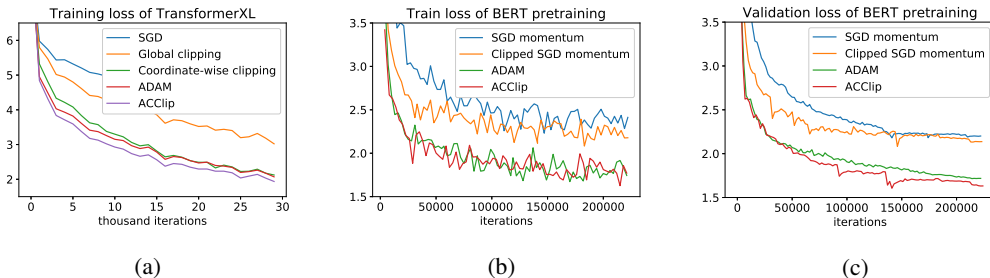 Training loss of TransformerXL
6
5
4
3
2
0 5 10 15 20 25 30
thousand iterations
SGD
Global clipping
Coordinate-wise clipping
ADAM
ACClip
(a)
Train loss of BERT pretraining
3.5
3.0
2.5
2.0
1.5
0 50000 100000 150000 200000
iterations
SGD momentum
Clipped SGD momentum
ADAM
ACClip
(b)
Validation loss of BERT pretraining
3.5
3.0
2.5
2.0
1.5
0 50000 100000 150000 200000
iterations
SGD momentum
Clipped SGD momentum
ADAM
ACClip
(c)